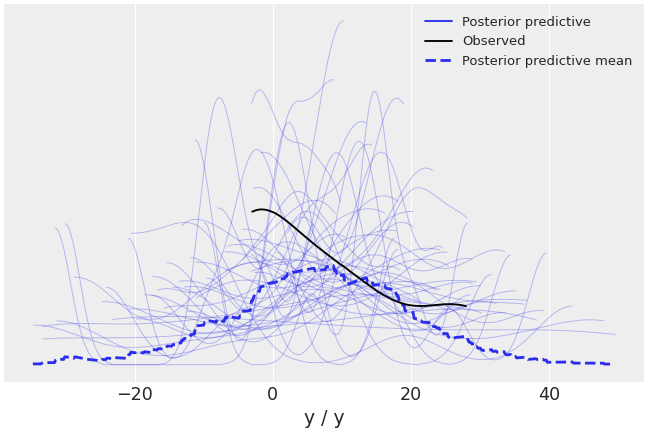 Posterior predictive
Observed
Posterior predictive mean
−20
0
20
40
y / y